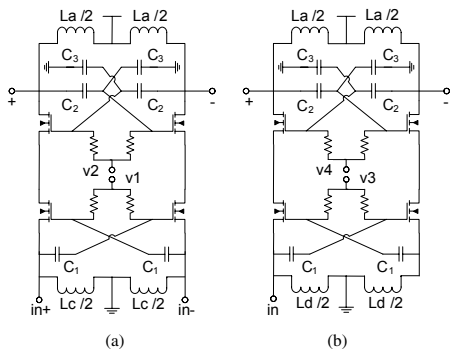 La /2 La /2 La /2 La /2
C3 C3 C3 C3
+ - + -
C2 C2 C2 C2
v2 v1 v4 v3
C1 C1 C1 C1
Lc /2 Lc /2 Ld /2 Ld /2
in+ in- in in-
(a) (b)